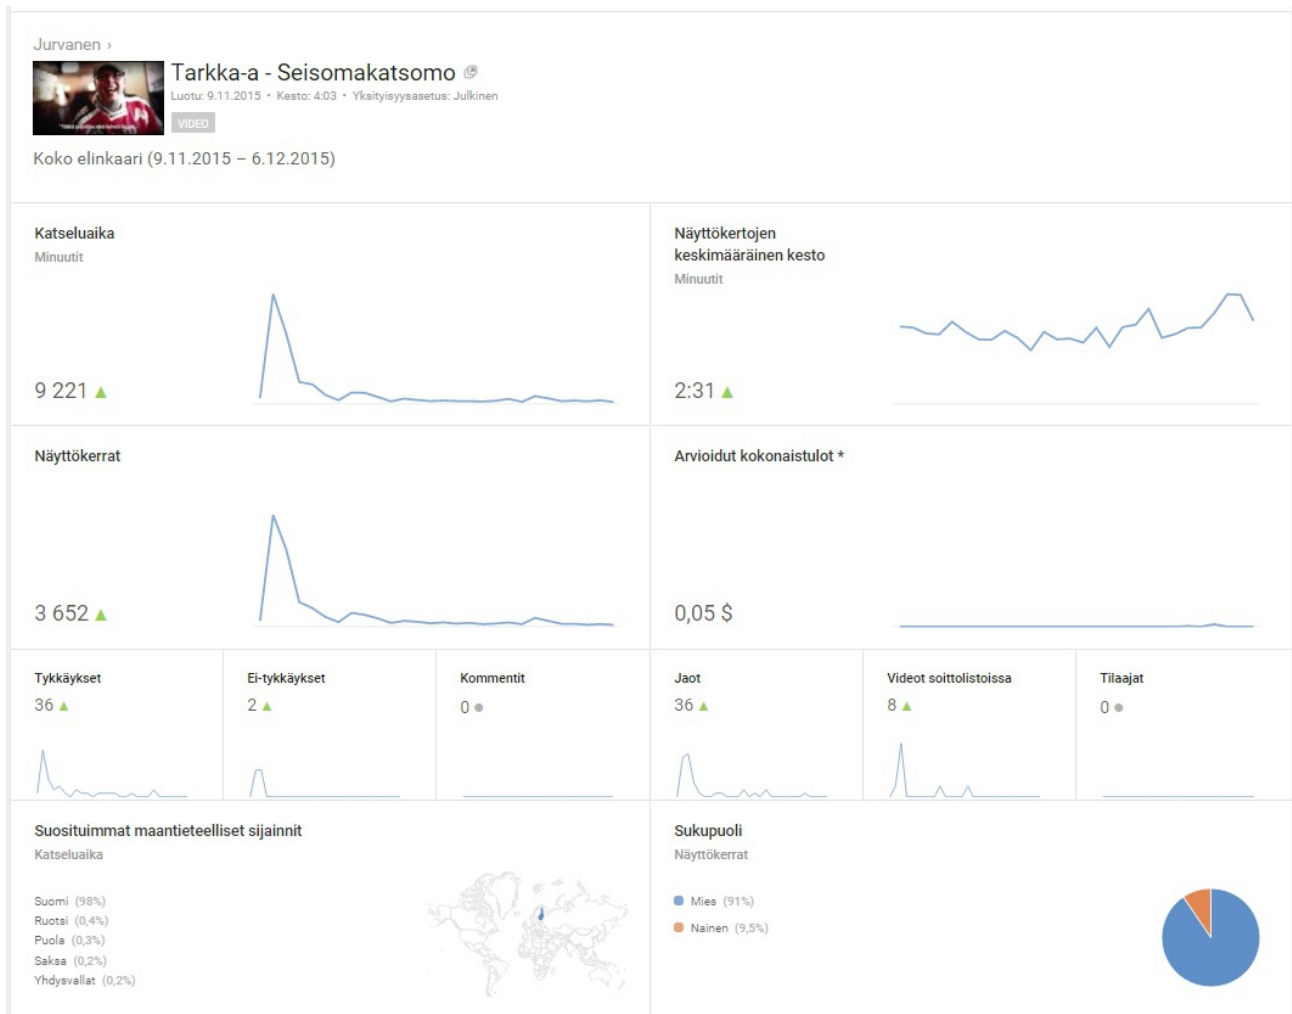 Jurvanen ›
Tarkka-a - Seisomakatsomo
Luotu: 9.11.2015 • Kesto: 4:03 • Yksityisyysasetus: Julkinen
VIDEO
Koko elinkaari (9.11.2015 – 6.12.2015)
Katseluaika
Minuutit
9 221
Näyttökertojen
keskimääräinen kesto
Minuutit
2:31
Näyttökerrat
3 652
Arvioidut kokonaistulot *
0,05 $
Tykkäykset
36
Ei-tykkäykset
2
Kommentit
0
Jaot
36
Videot soittolistoissa
8
Tilaajat
0
Suosituimmat maantieteelliset sijainnit
Katseluaika
Suomi (98%)
Ruotsi (0,4%)
Puola (0,3%)
Saksa (0,2%)
Yhdysvallat (0,2%)
Sukupuoli
Näyttökerrat
Mies (91%)
Nainen (9,5%)